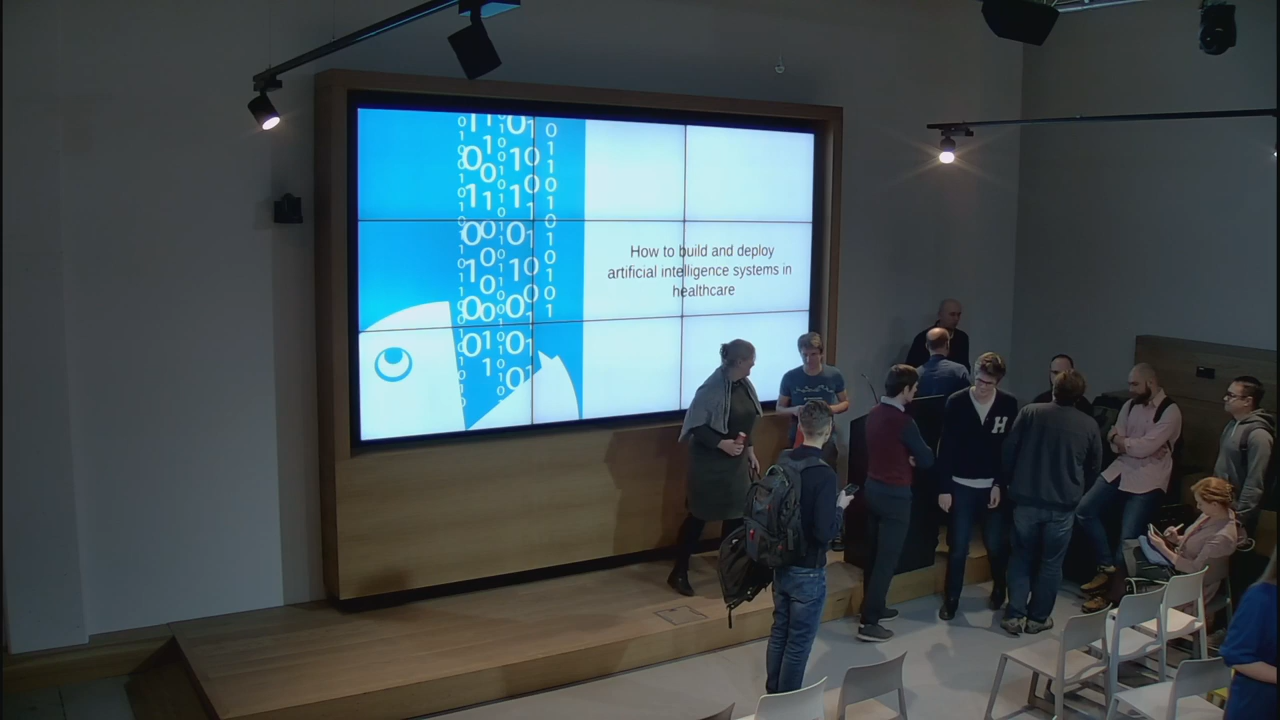 How to build and deploy
artificial intelligence systems in
healthcare
H